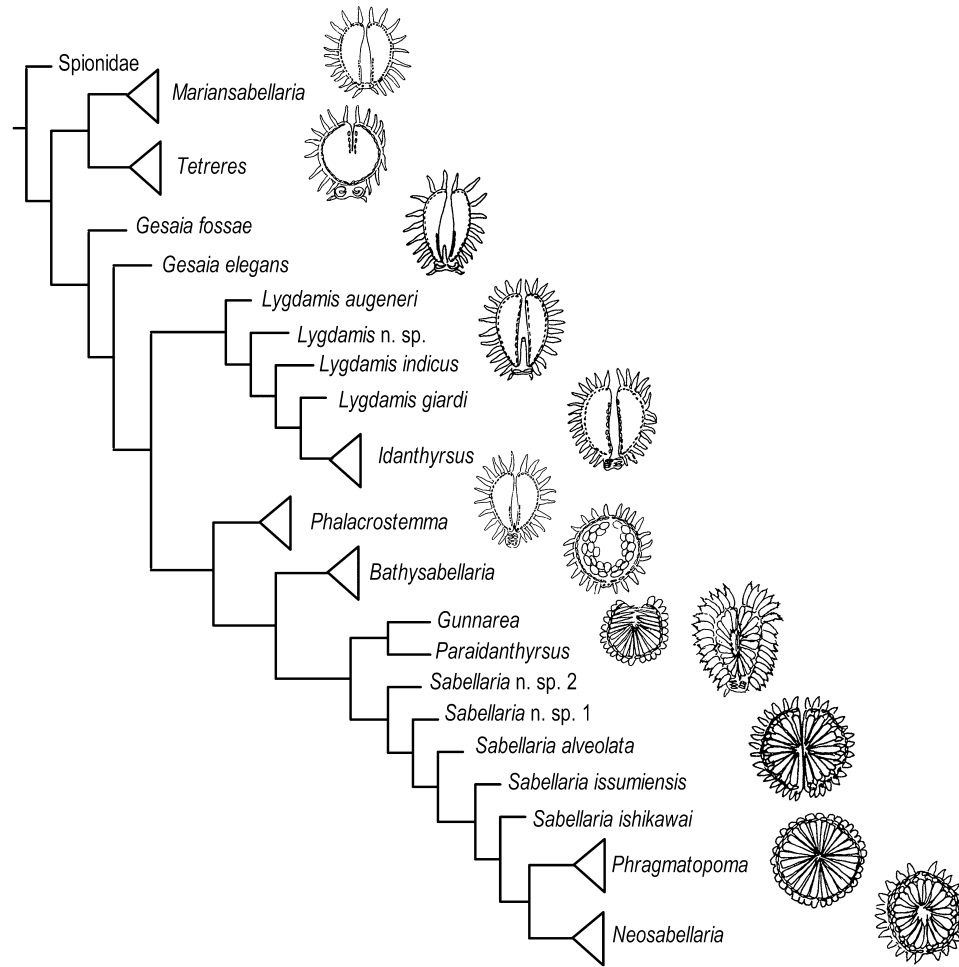 Spionidae
Mariansabellaria
Tetreres
Gesaia fossae
Gesaia elegans
Lygdamis augeneri
Lygdamis n. sp.
Lygdamis indicus
Lygdamis giardi
Idanthyrsus
Phalacrostemma
Bathysabellaria
Gunnarea
Paraidanthyrsus
Sabellaria n. sp. 2
Sabellaria n. sp. 1
Sabellaria alveolata
Sabellaria issumiensis
Sabellaria ishikawai
Phragmatopoma
Neosabellaria